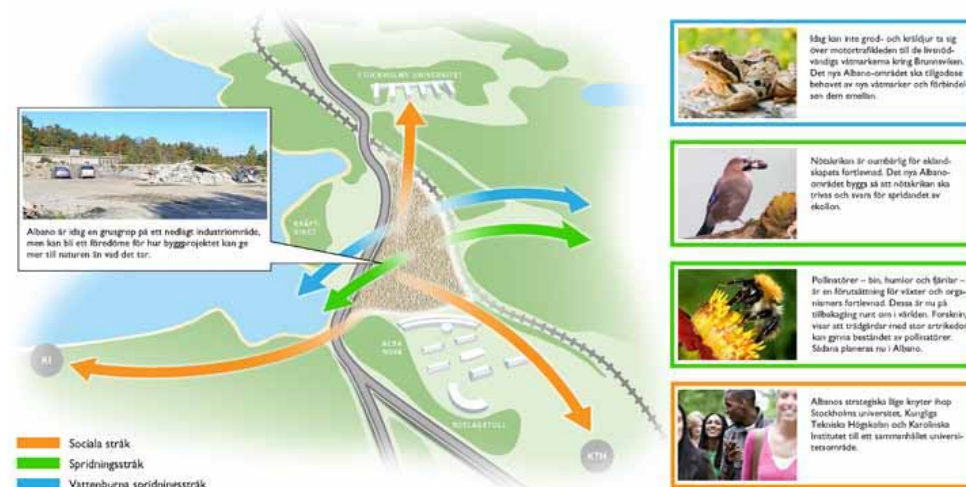 STOCKHOLMS UNIVERSITET
Albano är idag en grusgrop på ett nedlagt industriområde,
men kan bli ett föredöme för hur byggprojektet kan ge
mer till naturen än vad det tar.
KRÄFT-
RIKET
ALBA
NOVA
ROSLAGSTULL
KI
KTH
Sociala stråk
Spridningsstråk
Vattenburna spridningsstråk
Idag kan inte grod- och kräldjur ta sig
över motortrafikleden till de livsnöd-
vändiga våtmarkerna kring Brunnsviken.
Det nya Albano-området ska tillgodose
behovet av nya våtmarker och förbindel-
sen dem emellan.
Nötskrikan är oumbärlig för ekland-
skapets fortlevnad. Det nya Albano-
området byggs så att nötskrikan ska
trivas och svara för spridandet av
ekollon.
Pollinatörer – bin, humlor och fjärilar –
är en förutsättning för växter och orga-
nismers fortlevnad. Dessa är nu på
tillbakagång runt om i världen. Forskning
visar att trädgårdar med stor artrikedom
kan gynna beståndet av pollinatörer.
Sådana planeras nu i Albano.
Albanos strategiska läge knyter ihop
Stockholms universitet, Kungliga
Tekniska Högskolan och Karolinska
Institutet till ett sammanhållet universi-
tetsområde.